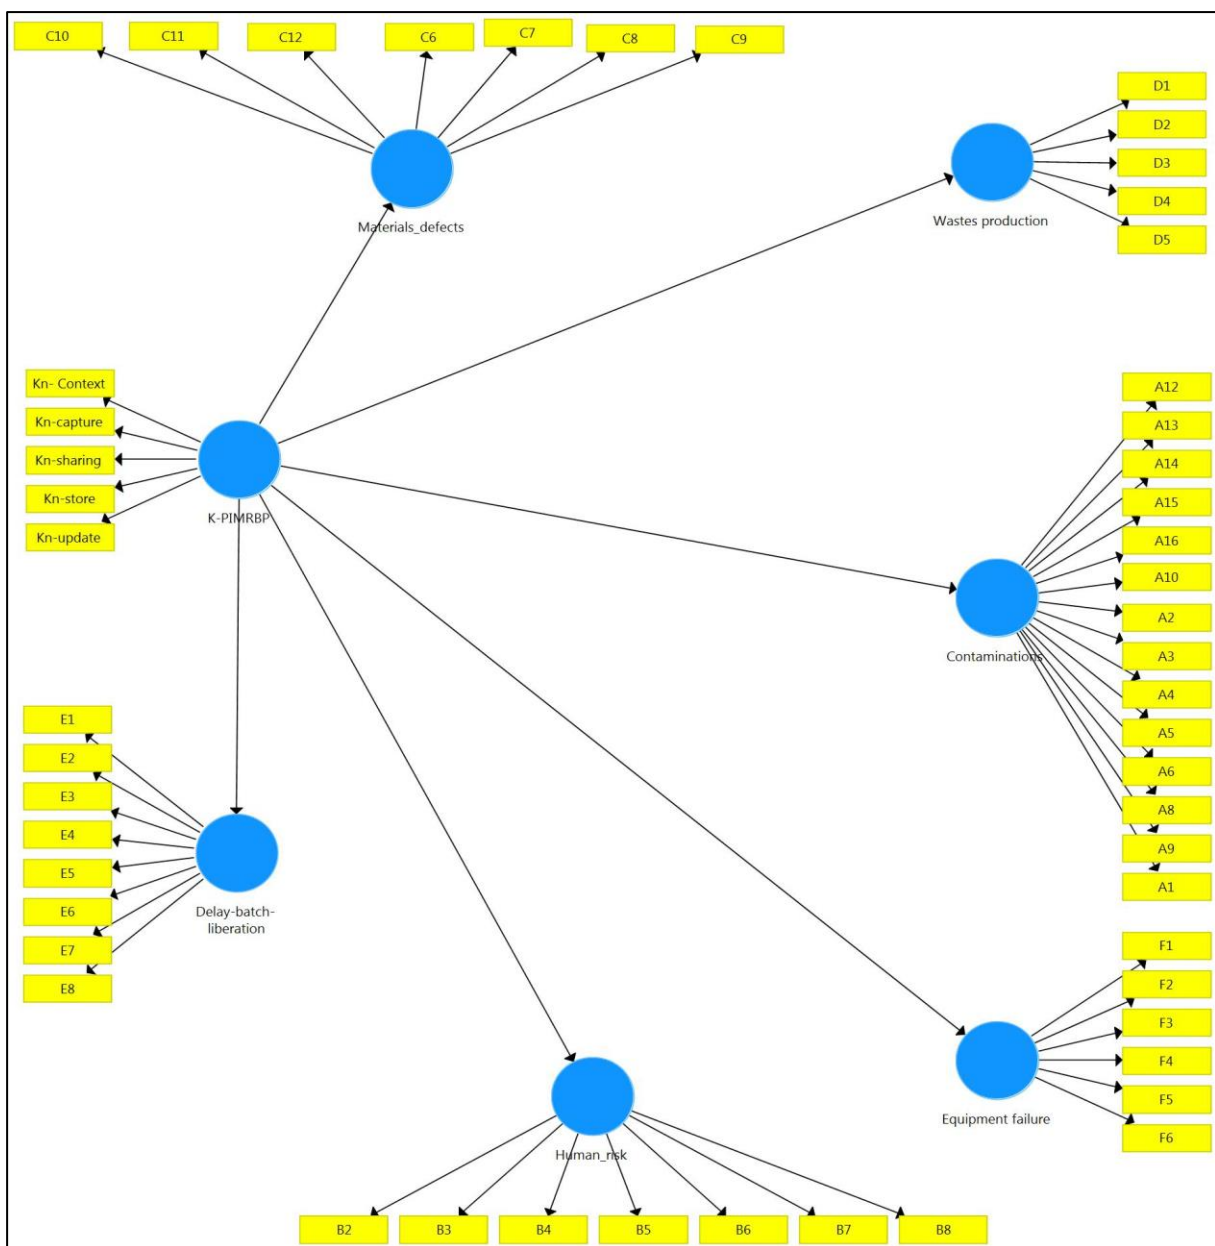 C10
C11
C12
C6
C7
C8
C9
Materials_defects
D1
D2
D3
D4
D5
Wastes production
Kn- Context
Kn-capture
Kn-sharing
Kn-store
Kn-update
K-PIMRBP
A12
A13
A14
A15
A16
A10
A2
A3
A4
A5
A6
A8
A9
A1
Contaminations
E1
E2
E3
E4
E5
E6
E7
E8
Delay-batch-
liberation
F1
F2
F3
F4
F5
F6
Equipment failure
Human_risk
B2
B3
B4
B5
B6
B7
B8